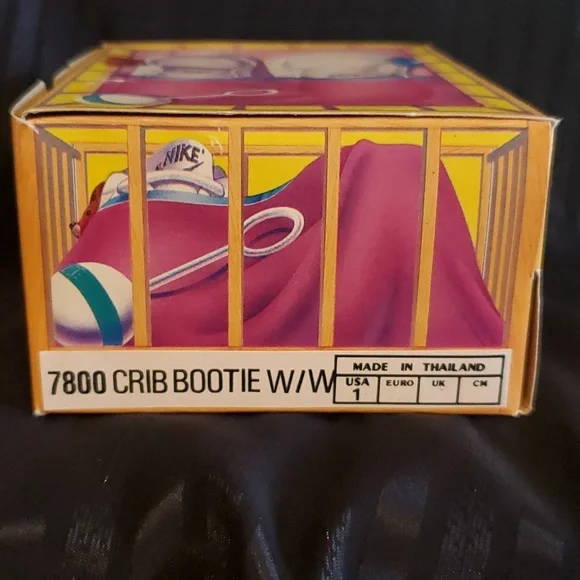 NIKE
7800 CRIB BOOTIE W/W
MADE IN THAILAND
USA EURO UK CM
1